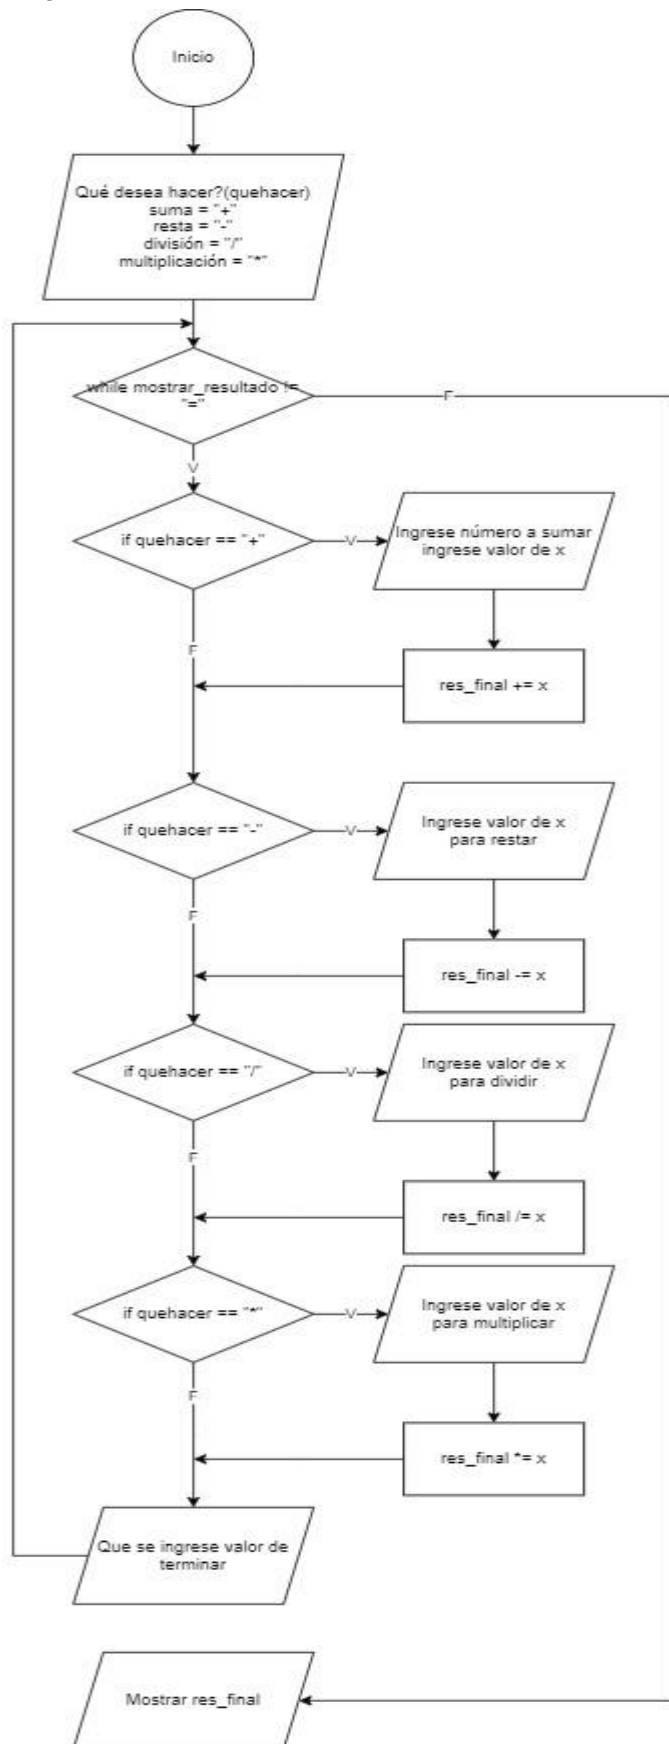 Inicio
Qué desea hacer?(quehacer)
suma = "+"
resta = "-"
división = "/"
multiplicación = "*"
while mostrar_resultado !=
"="
F
V
if quehacer == "+"
V
Ingrese número a sumar
ingrese valor de x
F
res_final += x
if quehacer == "-"
V
Ingrese valor de x
para restar
F
res_final -= x
if quehacer == "/"
V
Ingrese valor de x
para dividir
F
res_final /= x
if quehacer == "*"
V
Ingrese valor de x
para multiplicar
F
res_final *= x
Que se ingrese valor de
terminar
Mostrar res_final